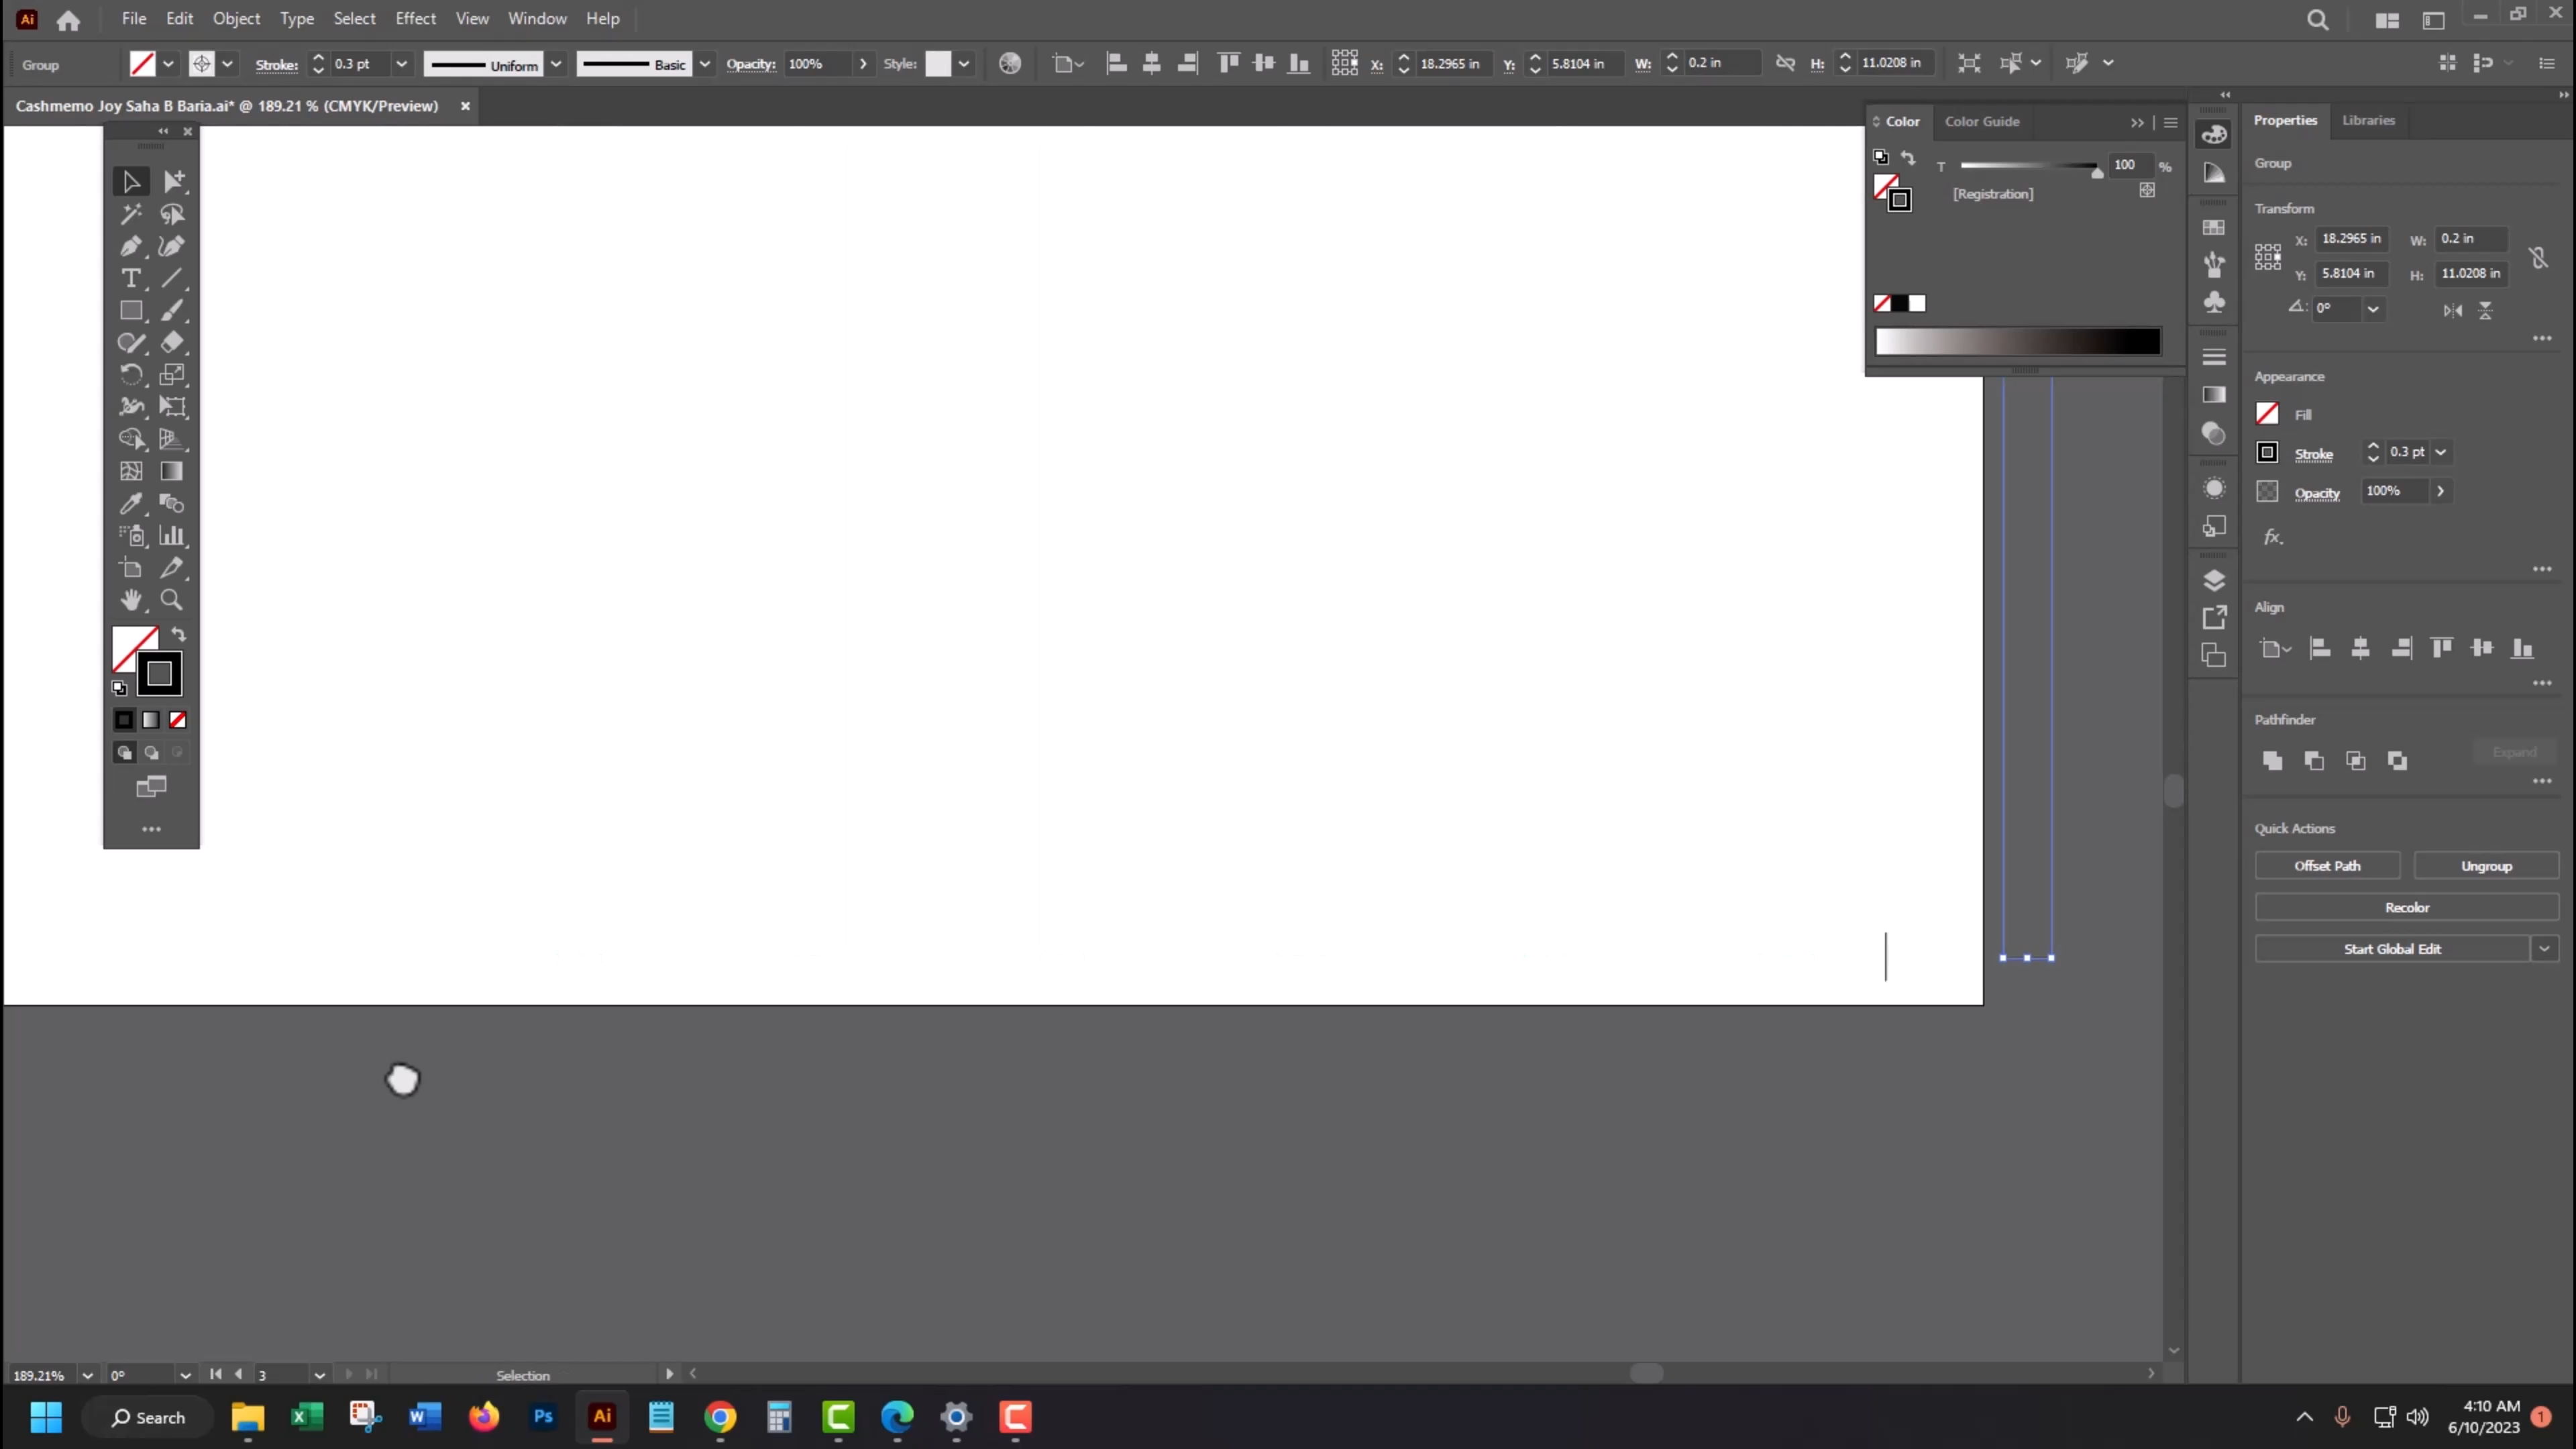 Ai File Edit Object Type Select Effect View Window Help
Group Stroke: 0.3 pt Uniform Basic Opacity: 100% Style: X: 18.2965 in Y: 5.8104 in W: 0.2 in H: 11.0208 in
Cashmemo Joy Saha B Baria.ai* @ 189.21 % (CMYK/Preview) ×
Color Color Guide
T 100 %
[Registration]
Properties Libraries
Group
Transform
X: 18.2965 in W: 0.2 in
Y: 5.8104 in H: 11.0208 in
0°
Appearance
Fill
Stroke 0.3 pt
Opacity 100%
fx.
Align
Pathfinder
Expand
Quick Actions
Offset Path Ungroup
Recolor
Start Global Edit
189.21% 0° 3 Selection
Search Ps Ai 4:10 AM
6/10/2023 1